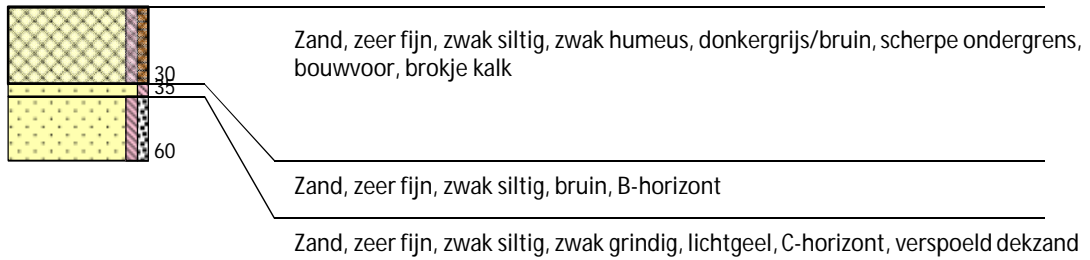 Zand, zeer fijn, zwak siltig, zwak humeus, donkergrijs/bruin, scherpe ondergrens,
bouwvoor, brokje kalk
30
35
60
Zand, zeer fijn, zwak siltig, bruin, B-horizont
Zand, zeer fijn, zwak siltig, zwak grindig, lichtgeel, C-horizont, verspoeld dekzand